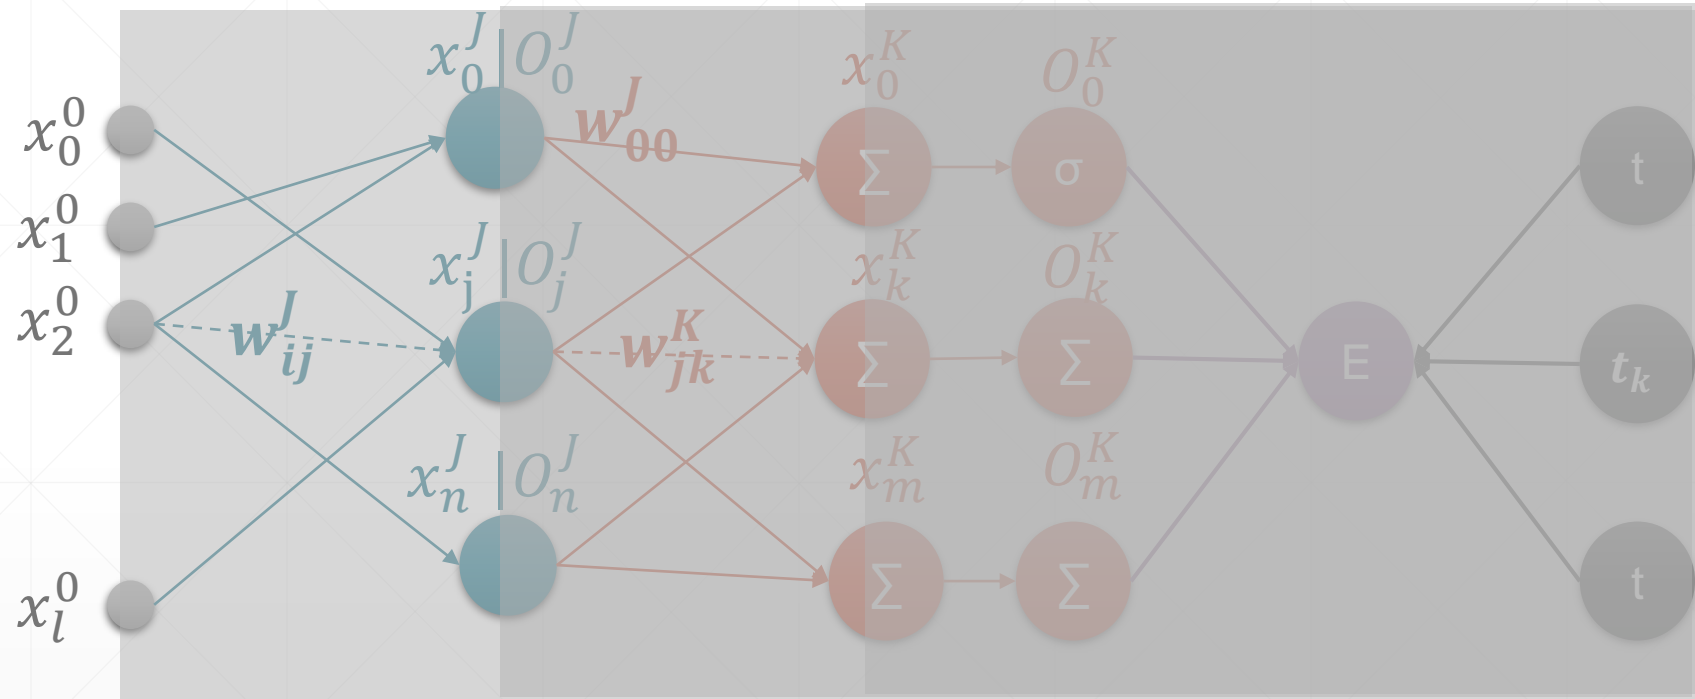 x_0^J | O_0^J
x_0^K
O_0^K
x_0^0
w_00^J
∑
σ
t
x_1^0
x_j^J | O_j^J
x_k^K
O_k^K
x_2^0
w_ij^J
w_jk^K
∑
∑
E
t_k
x_n^J | O_n^J
x_m^K
O_m^K
x_l^0
∑
∑
t